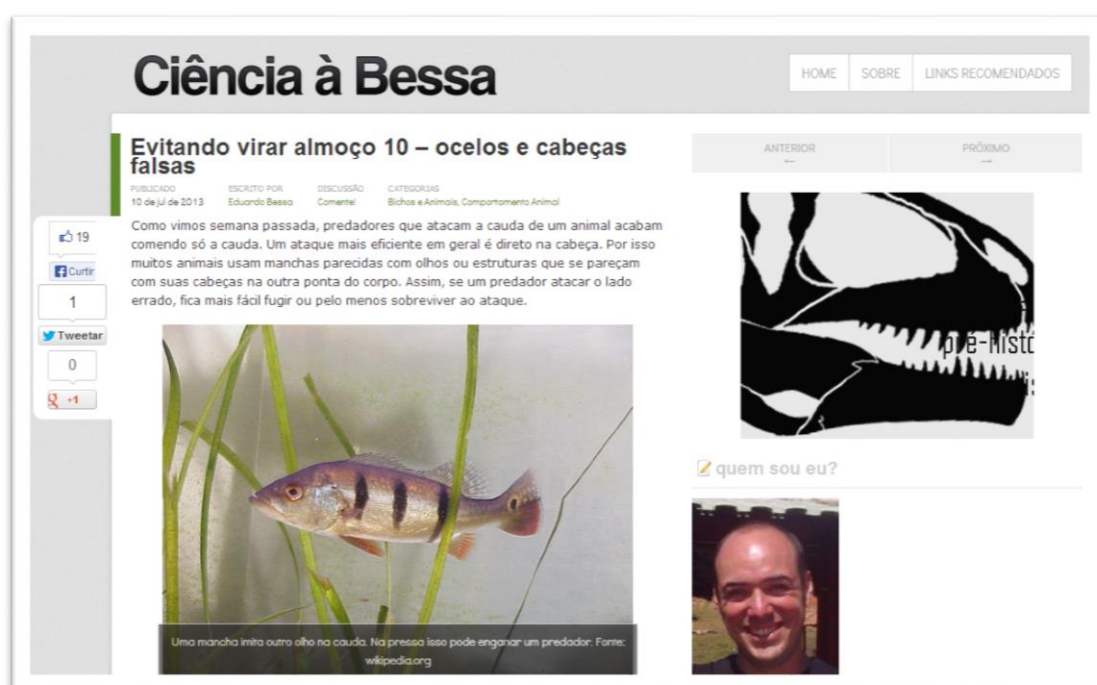 Ciência à Bessa
HOME
SOBRE
LINKS RECOMENDADOS
Evitando virar almoço 10 – ocelos e cabeças
falsas
PUBLICADO
ESCRITO POR
DISCUSSÃO
CATEGORIAS
10 de jul de 2013
Eduardo Bessa
Comente!
Bichos e Animais, Comportamento Animal
Como vimos semana passada, predadores que atacam a cauda de um animal acabam
comendo só a cauda. Um ataque mais eficiente em geral é direto na cabeça. Por isso
muitos animais usam manchas parecidas com olhos ou estruturas que se pareçam
com suas cabeças na outra ponta do corpo. Assim, se um predador atacar o lado
errado, fica mais fácil fugir ou pelo menos sobreviver ao ataque.
19
Curtir
1
Tweetar
0
+1
Uma mancha imita outro olho na cauda. Na pressa isso pode enganar um predador. Fonte:
wikipedia.org
ANTERIOR
←
PRÓXIMO
→
pré-histó
quem sou eu?